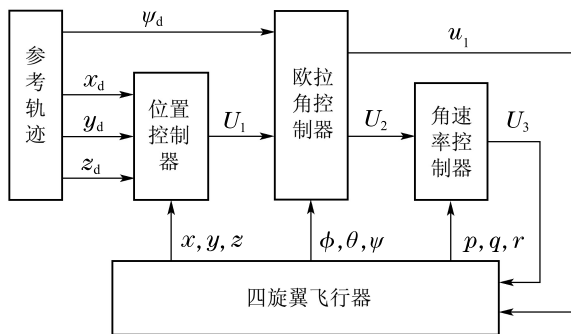 参考轨迹
ψd
xd
yd
zd
位置控制器
U1
欧拉角控制器
u1
U2
角速率控制器
U3
x, y, z
ϕ, θ, ψ
p, q, r
四旋翼飞行器